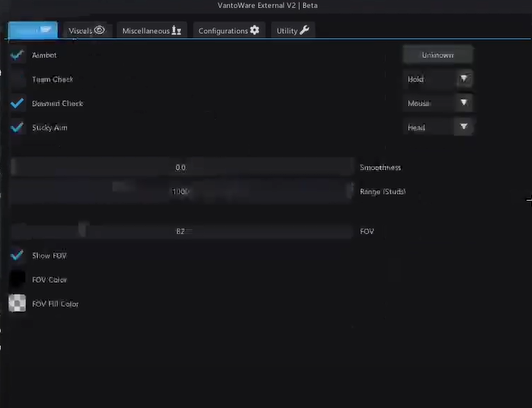 VantoWare External V2 | Beta
Visuals Miscellaneous Configurations Utility
Aimbot Unknown
Team Check Hold
Downed Check Mouse
Sticky Aim Head
0.0 Smoothness
1000 Range (Studs)
82 FOV
Show FOV
FOV Color
FOV Fill Color